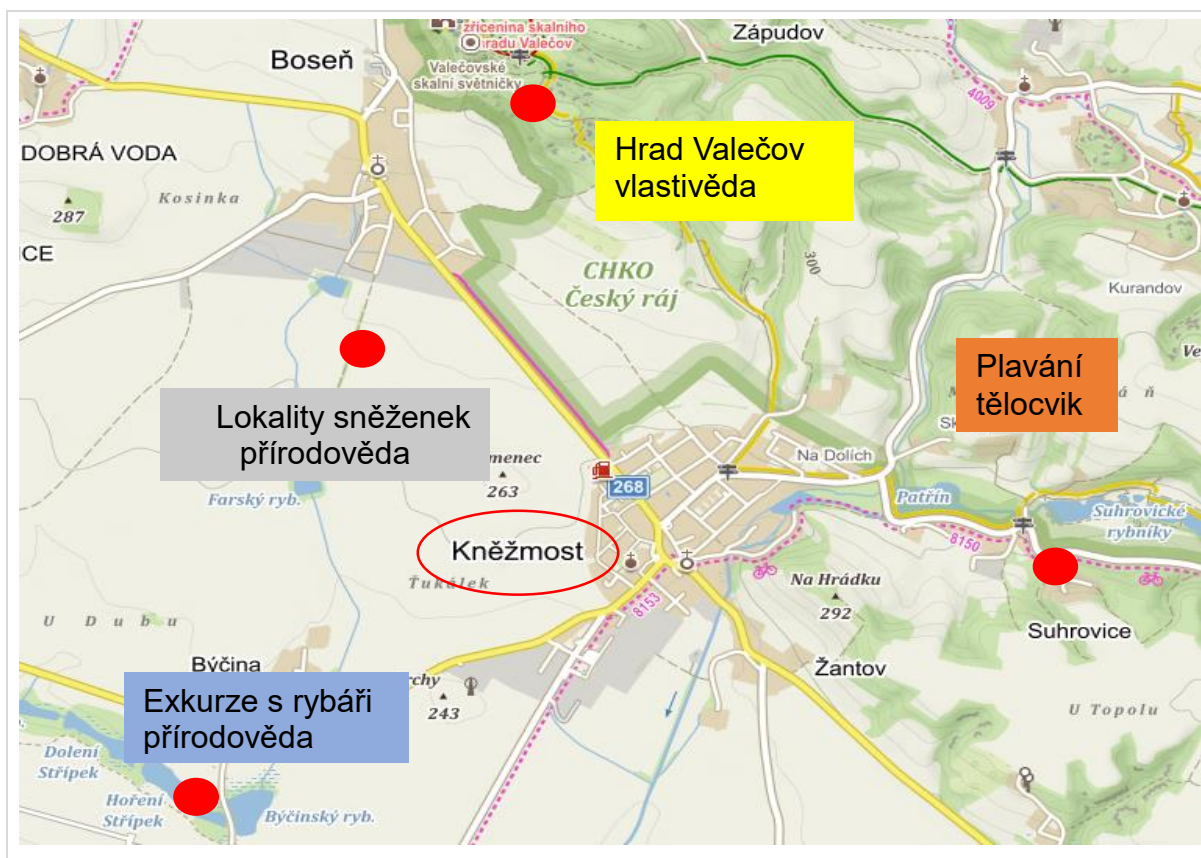 zřícenina skalního
hradu Valečov
Valečovské
skalní světničky
Zápudov
Boseň
4009
Hrad Valečov
vlastivěda
DOBRÁ VODA
Kosinka
287
CHKO
Český ráj
300
Kurandov
Plavání
tělocvik
Lokality sněženek
přírodověda
Na Dolích
263
268
Farský ryb.
Patřín
Suhrovické
rybníky
8150
Kněžmost
Ťukálek
Na Hrádku
292
8153
U Dubu
Suhrovice
Býčina
Žantov
243
U Topolu
Exkurze s rybáři
přírodověda
Dolení
Střípek
Hoření
Střípek
Býčinský ryb.